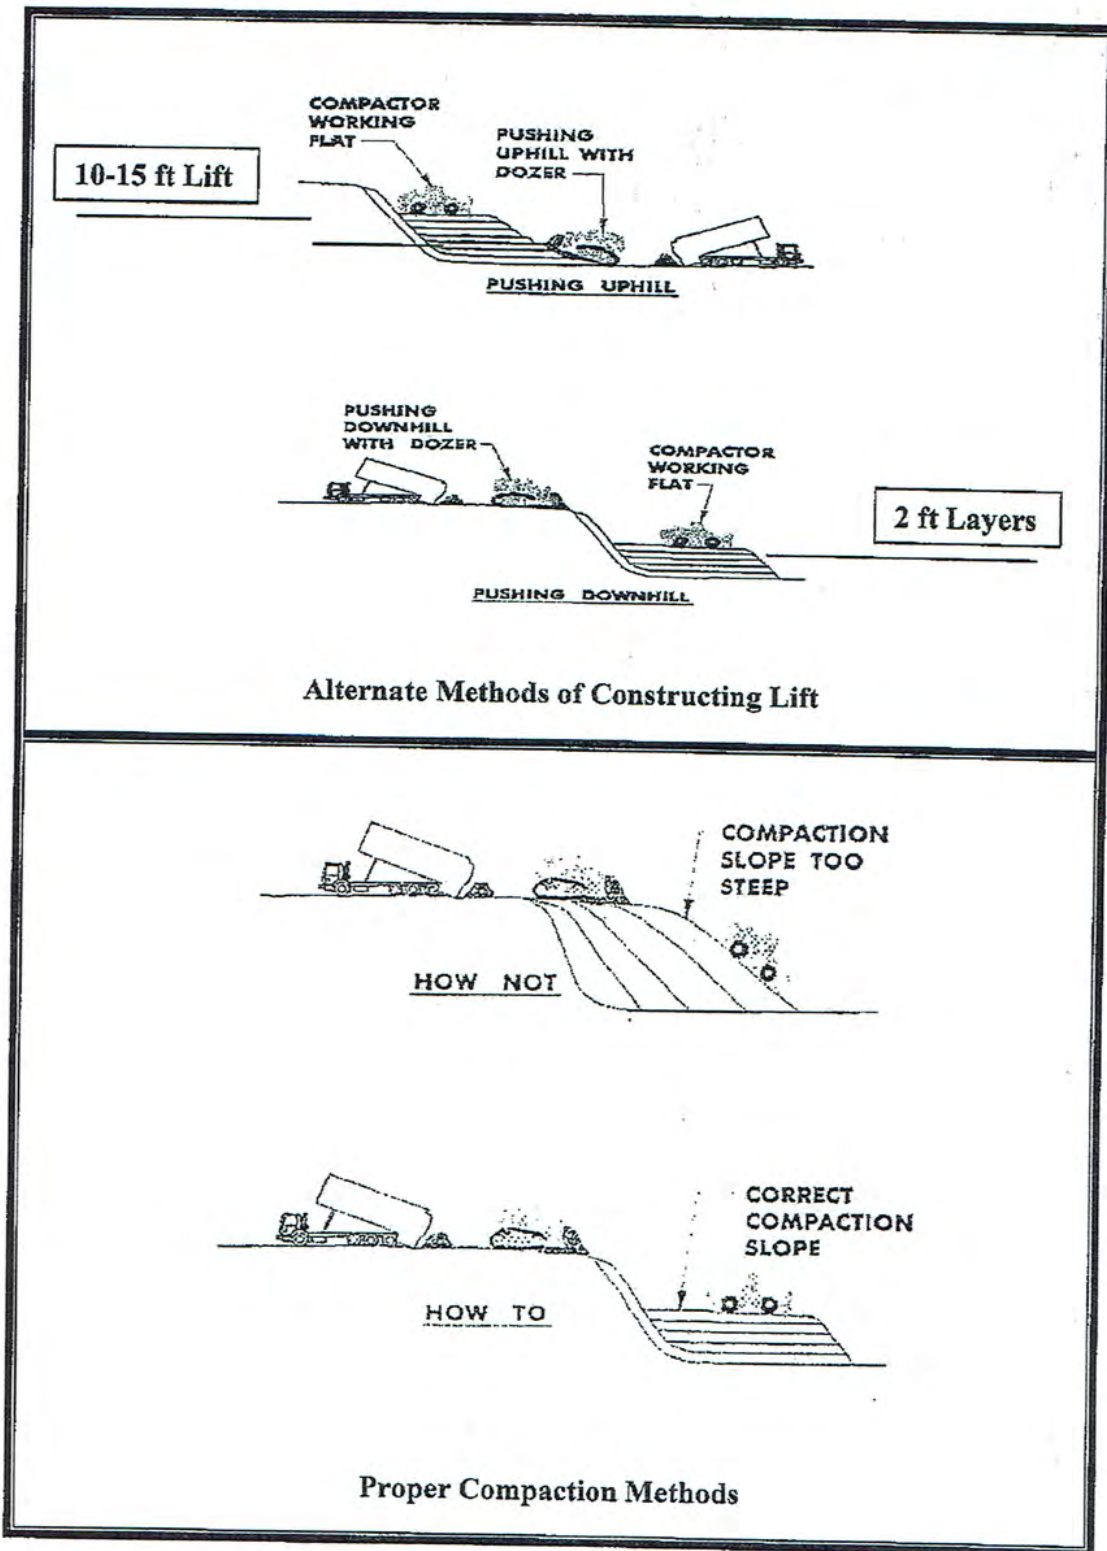 COMPACTOR
WORKING
FLAT
PUSHING
UPHILL WITH
DOZER
10-15 ft Lift
PUSHING UPHILL
PUSHING
DOWNHILL
WITH DOZER
COMPACTOR
WORKING
FLAT
2 ft Layers
PUSHING DOWNHILL
Alternate Methods of Constructing Lift
COMPACTION
SLOPE TOO
STEEP
HOW NOT
CORRECT
COMPACTION
SLOPE
HOW TO
Proper Compaction Methods